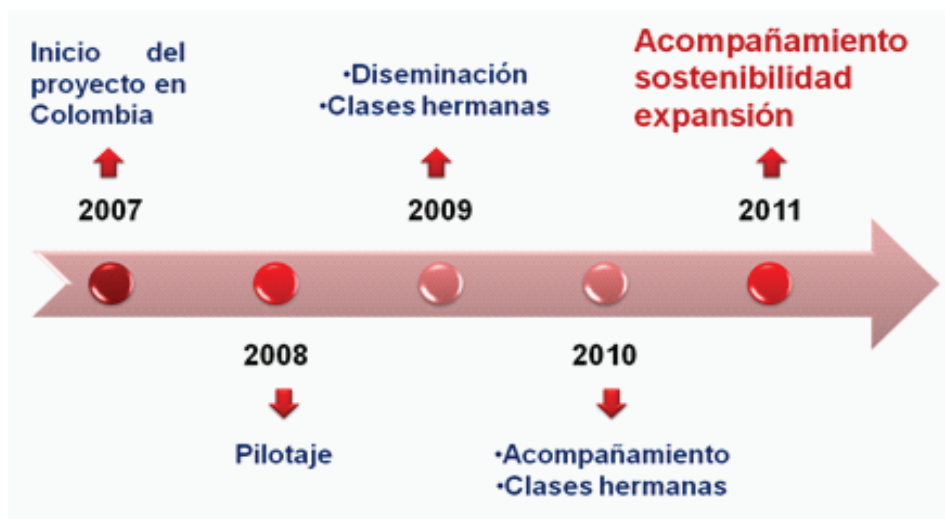 Inicio del
proyecto en
Colombia
2007
2008
Pilotaje
•Diseminación
•Clases hermanas
2009
2010
•Acompañamiento
•Clases hermanas
Acompañamiento
sostenibilidad
expansión
2011